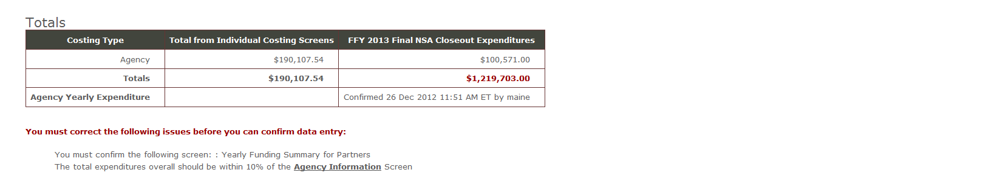 Totals
Costing Type Total from Individual Costing Screens FFY 2013 Final NSA Closeout Expenditures
Agency $190,107.54 $100,571.00
Totals $190,107.54 $1,219,703.00
Agency Yearly Expenditure Confirmed 26 Dec 2012 11:51 AM ET by maine
You must correct the following issues before you can confirm data entry:
You must confirm the following screen: : Yearly Funding Summary for Partners
The total expenditures overall should be within 10% of the Agency Information Screen